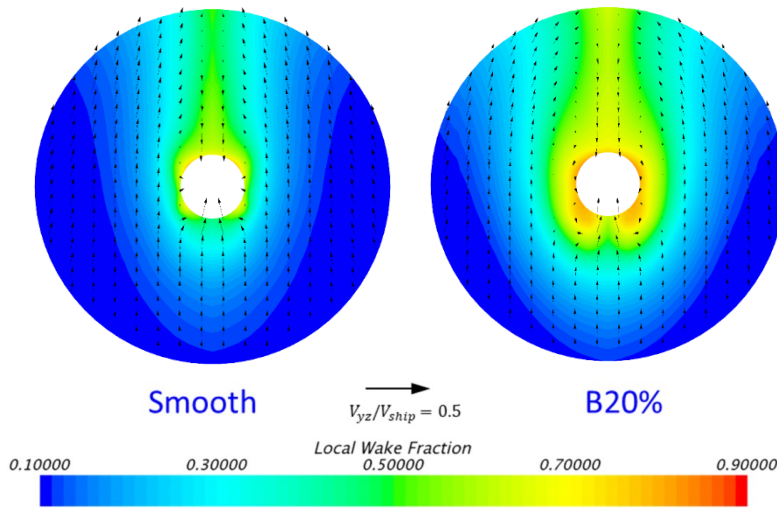 Smooth
B20%
V_yz/V_ship = 0.5
Local Wake Fraction
0.10000 0.30000 0.50000 0.70000 0.90000